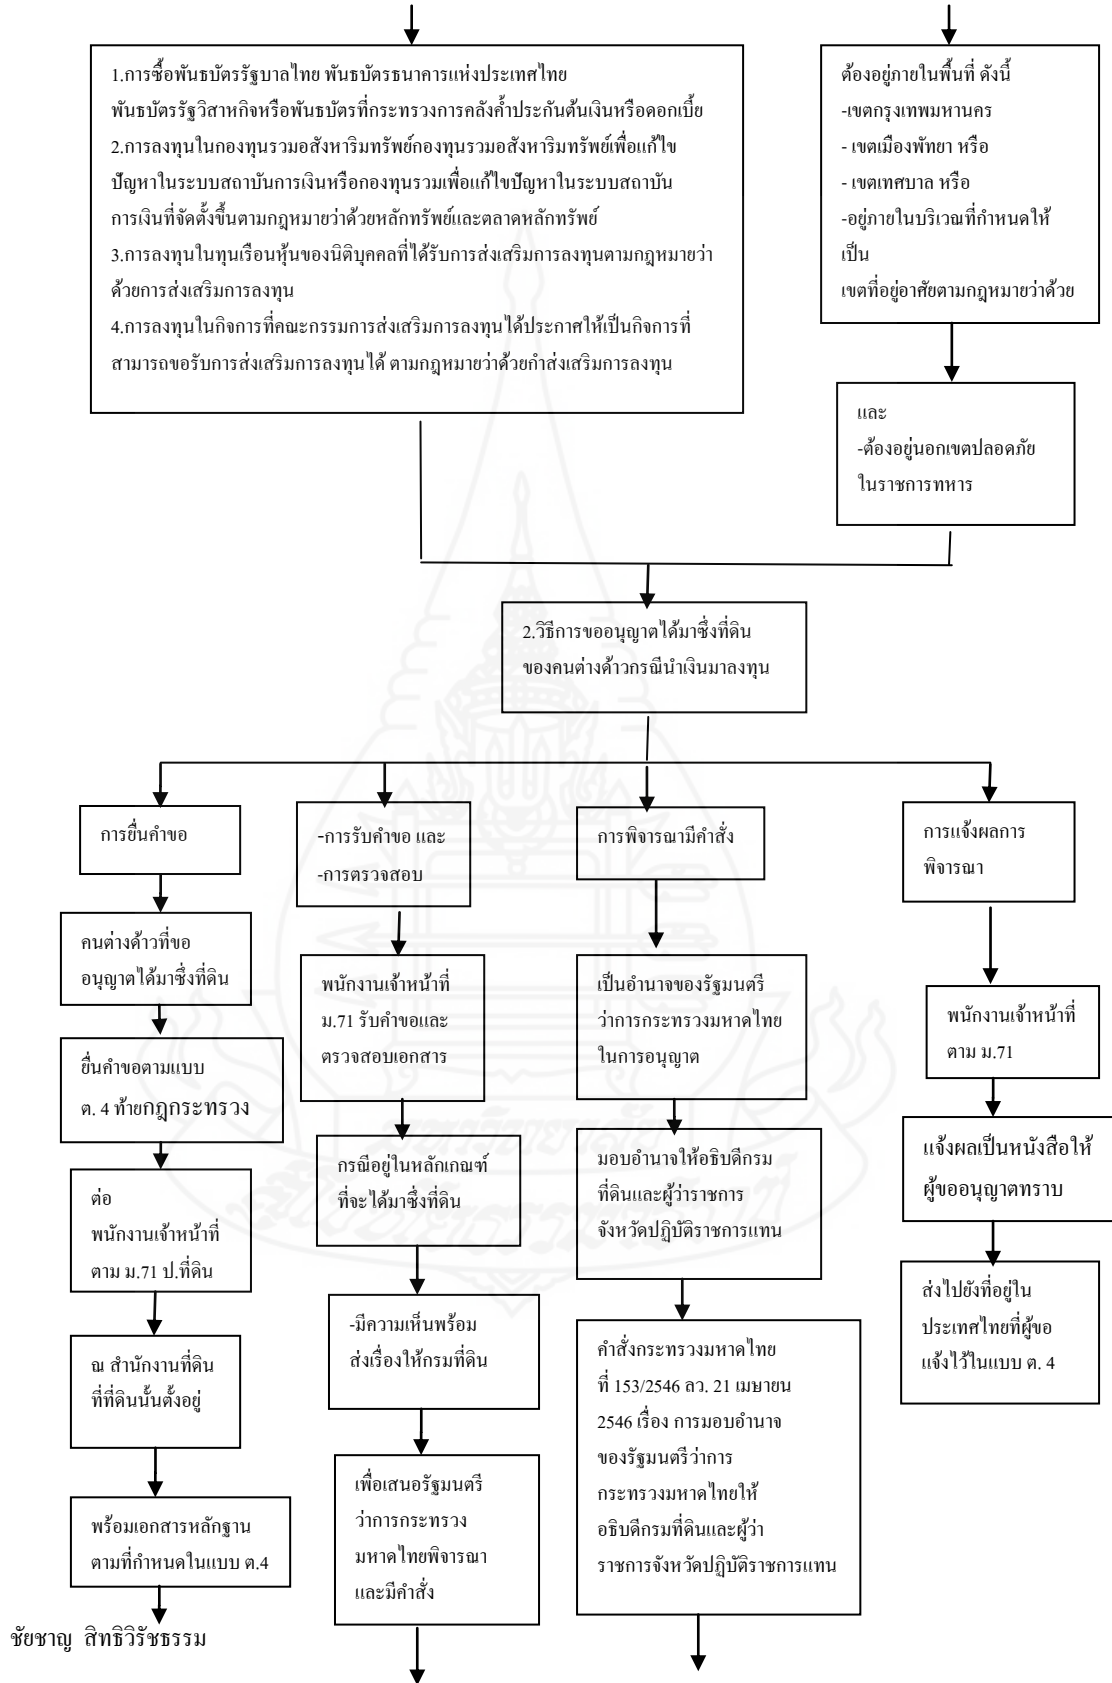 1.การซื้อพันธบัตรรัฐบาลไทย พันธบัตรธนาคารแห่งประเทศไทย
พันธบัตรรัฐวิสาหกิจหรือพันธบัตรที่กระทรวงการคลังค้ำประกันต้นเงินหรือดอกเบี้ย
2.การลงทุนในกองทุนรวมอสังหาริมทรัพย์กองทุนรวมอสังหาริมทรัพย์เพื่อแก้ไข
ปัญหาในระบบสถาบันการเงินหรือกองทุนรวมเพื่อแก้ไขปัญหาในระบบสถาบัน
การเงินที่จัดตั้งขึ้นตามกฎหมายว่าด้วยหลักทรัพย์และตลาดหลักทรัพย์
3.การลงทุนในทุนเรือนหุ้นของนิติบุคคลที่ได้รับการส่งเสริมการลงทุนตามกฎหมายว่า
ด้วยการส่งเสริมการลงทุน
4.การลงทุนในกิจการที่คณะกรรมการส่งเสริมการลงทุนได้ประกาศให้เป็นกิจการที่
สามารถขอรับการส่งเสริมการลงทุนได้ ตามกฎหมายว่าด้วยกำส่งเสริมการลงทุน
ต้องอยู่ภายในพื้นที่ ดังนี้
-เขตกรุงเทพมหานคร
- เขตเมืองพัทยา หรือ
- เขตเทศบาล หรือ
-อยู่ภายในบริเวณที่กำหนดให้
เป็น
เขตที่อยู่อาศัยตามกฎหมายว่าด้วย
และ
-ต้องอยู่นอกเขตปลอดภัย
ในราชการทหาร
2.วิธีการขออนุญาตได้มาซึ่งที่ดิน
ของคนต่างด้าวกรณีนำเงินมาลงทุน
การยื่นคำขอ
คนต่างด้าวที่ขอ
อนุญาตได้มาซึ่งที่ดิน
ยื่นคำขอตามแบบ
ต. 4 ท้ายกฎกระทรวง
ต่อ
พนักงานเจ้าหน้าที่
ตาม ม.71 ป.ที่ดิน
ณ สำนักงานที่ดิน
ที่ที่ดินนั้นตั้งอยู่
พร้อมเอกสารหลักฐาน
ตามที่กำหนดในแบบ ต.4
-การรับคำขอ และ
-การตรวจสอบ
พนักงานเจ้าหน้าที่
ม.71 รับคำขอและ
ตรวจสอบเอกสาร
กรณีอยู่ในหลักเกณฑ์
ที่จะได้มาซึ่งที่ดิน
-มีความเห็นพร้อม
ส่งเรื่องให้กรมที่ดิน
เพื่อเสนอรัฐมนตรี
ว่าการกระทรวง
มหาดไทยพิจารณา
และมีคำสั่ง
การพิจารณามีคำสั่ง
เป็นอำนาจของรัฐมนตรี
ว่าการกระทรวงมหาดไทย
ในการอนุญาต
มอบอำนาจให้อธิบดีกรม
ที่ดินและผู้ว่าราชการ
จังหวัดปฏิบัติราชการแทน
คำสั่งกระทรวงมหาดไทย
ที่ 153/2546 ลว. 21 เมษายน
2546 เรื่อง การมอบอำนาจ
ของรัฐมนตรีว่าการ
กระทรวงมหาดไทยให้
อธิบดีกรมที่ดินและผู้ว่า
ราชการจังหวัดปฏิบัติราชการแทน
การแจ้งผลการ
พิจารณา
พนักงานเจ้าหน้าที่
ตาม ม.71
แจ้งผลเป็นหนังสือให้
ผู้ขออนุญาตทราบ
ส่งไปยังที่อยู่ใน
ประเทศไทยที่ผู้ขอ
แจ้งไว้ในแบบ ต. 4
ชัยชาญ สิทธิวิรัชธรรม